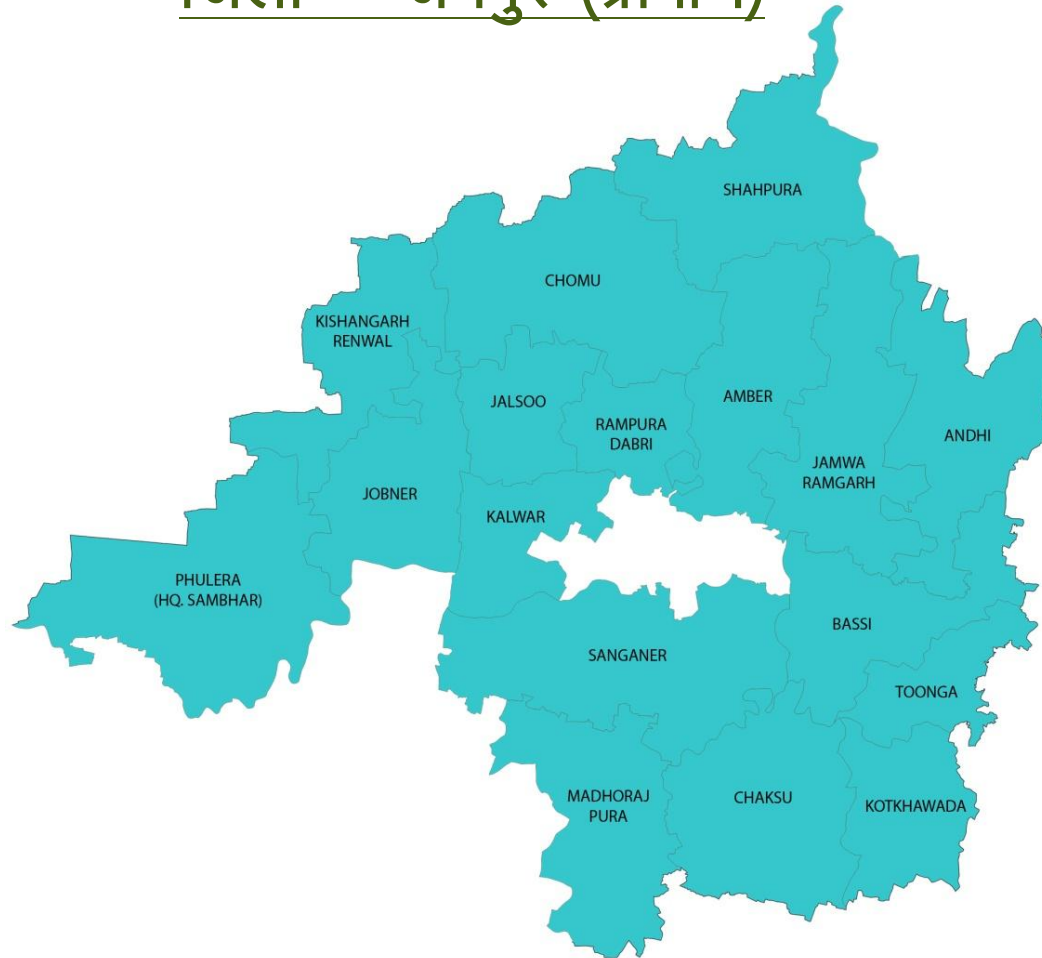 SHAHPURA
CHOMU
KISHANGARH
RENWAL
JALSOO
AMBER
RAMPURA
DABRI
ANDHI
JAMWA
RAMGARH
JOBNER
KALWAR
PHULERA
(HQ. SAMBHAR)
BASSI
SANGANER
TOONGA
MADHORAJ
PURA
CHAKSU
KOTKHAWADA